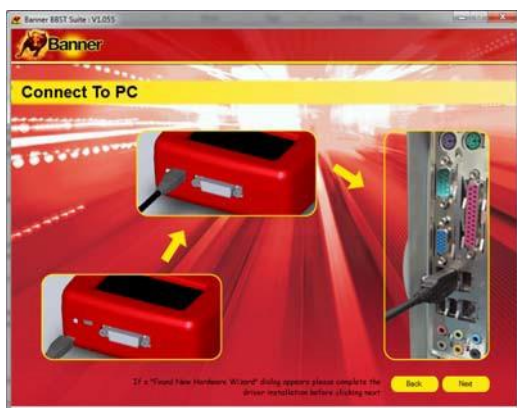 Banner BBST Suite : V1.055
Banner
Connect To PC
If a "Found New Hardware Wizard" dialog appears please complete the
driver installation before clicking next
Back
Next